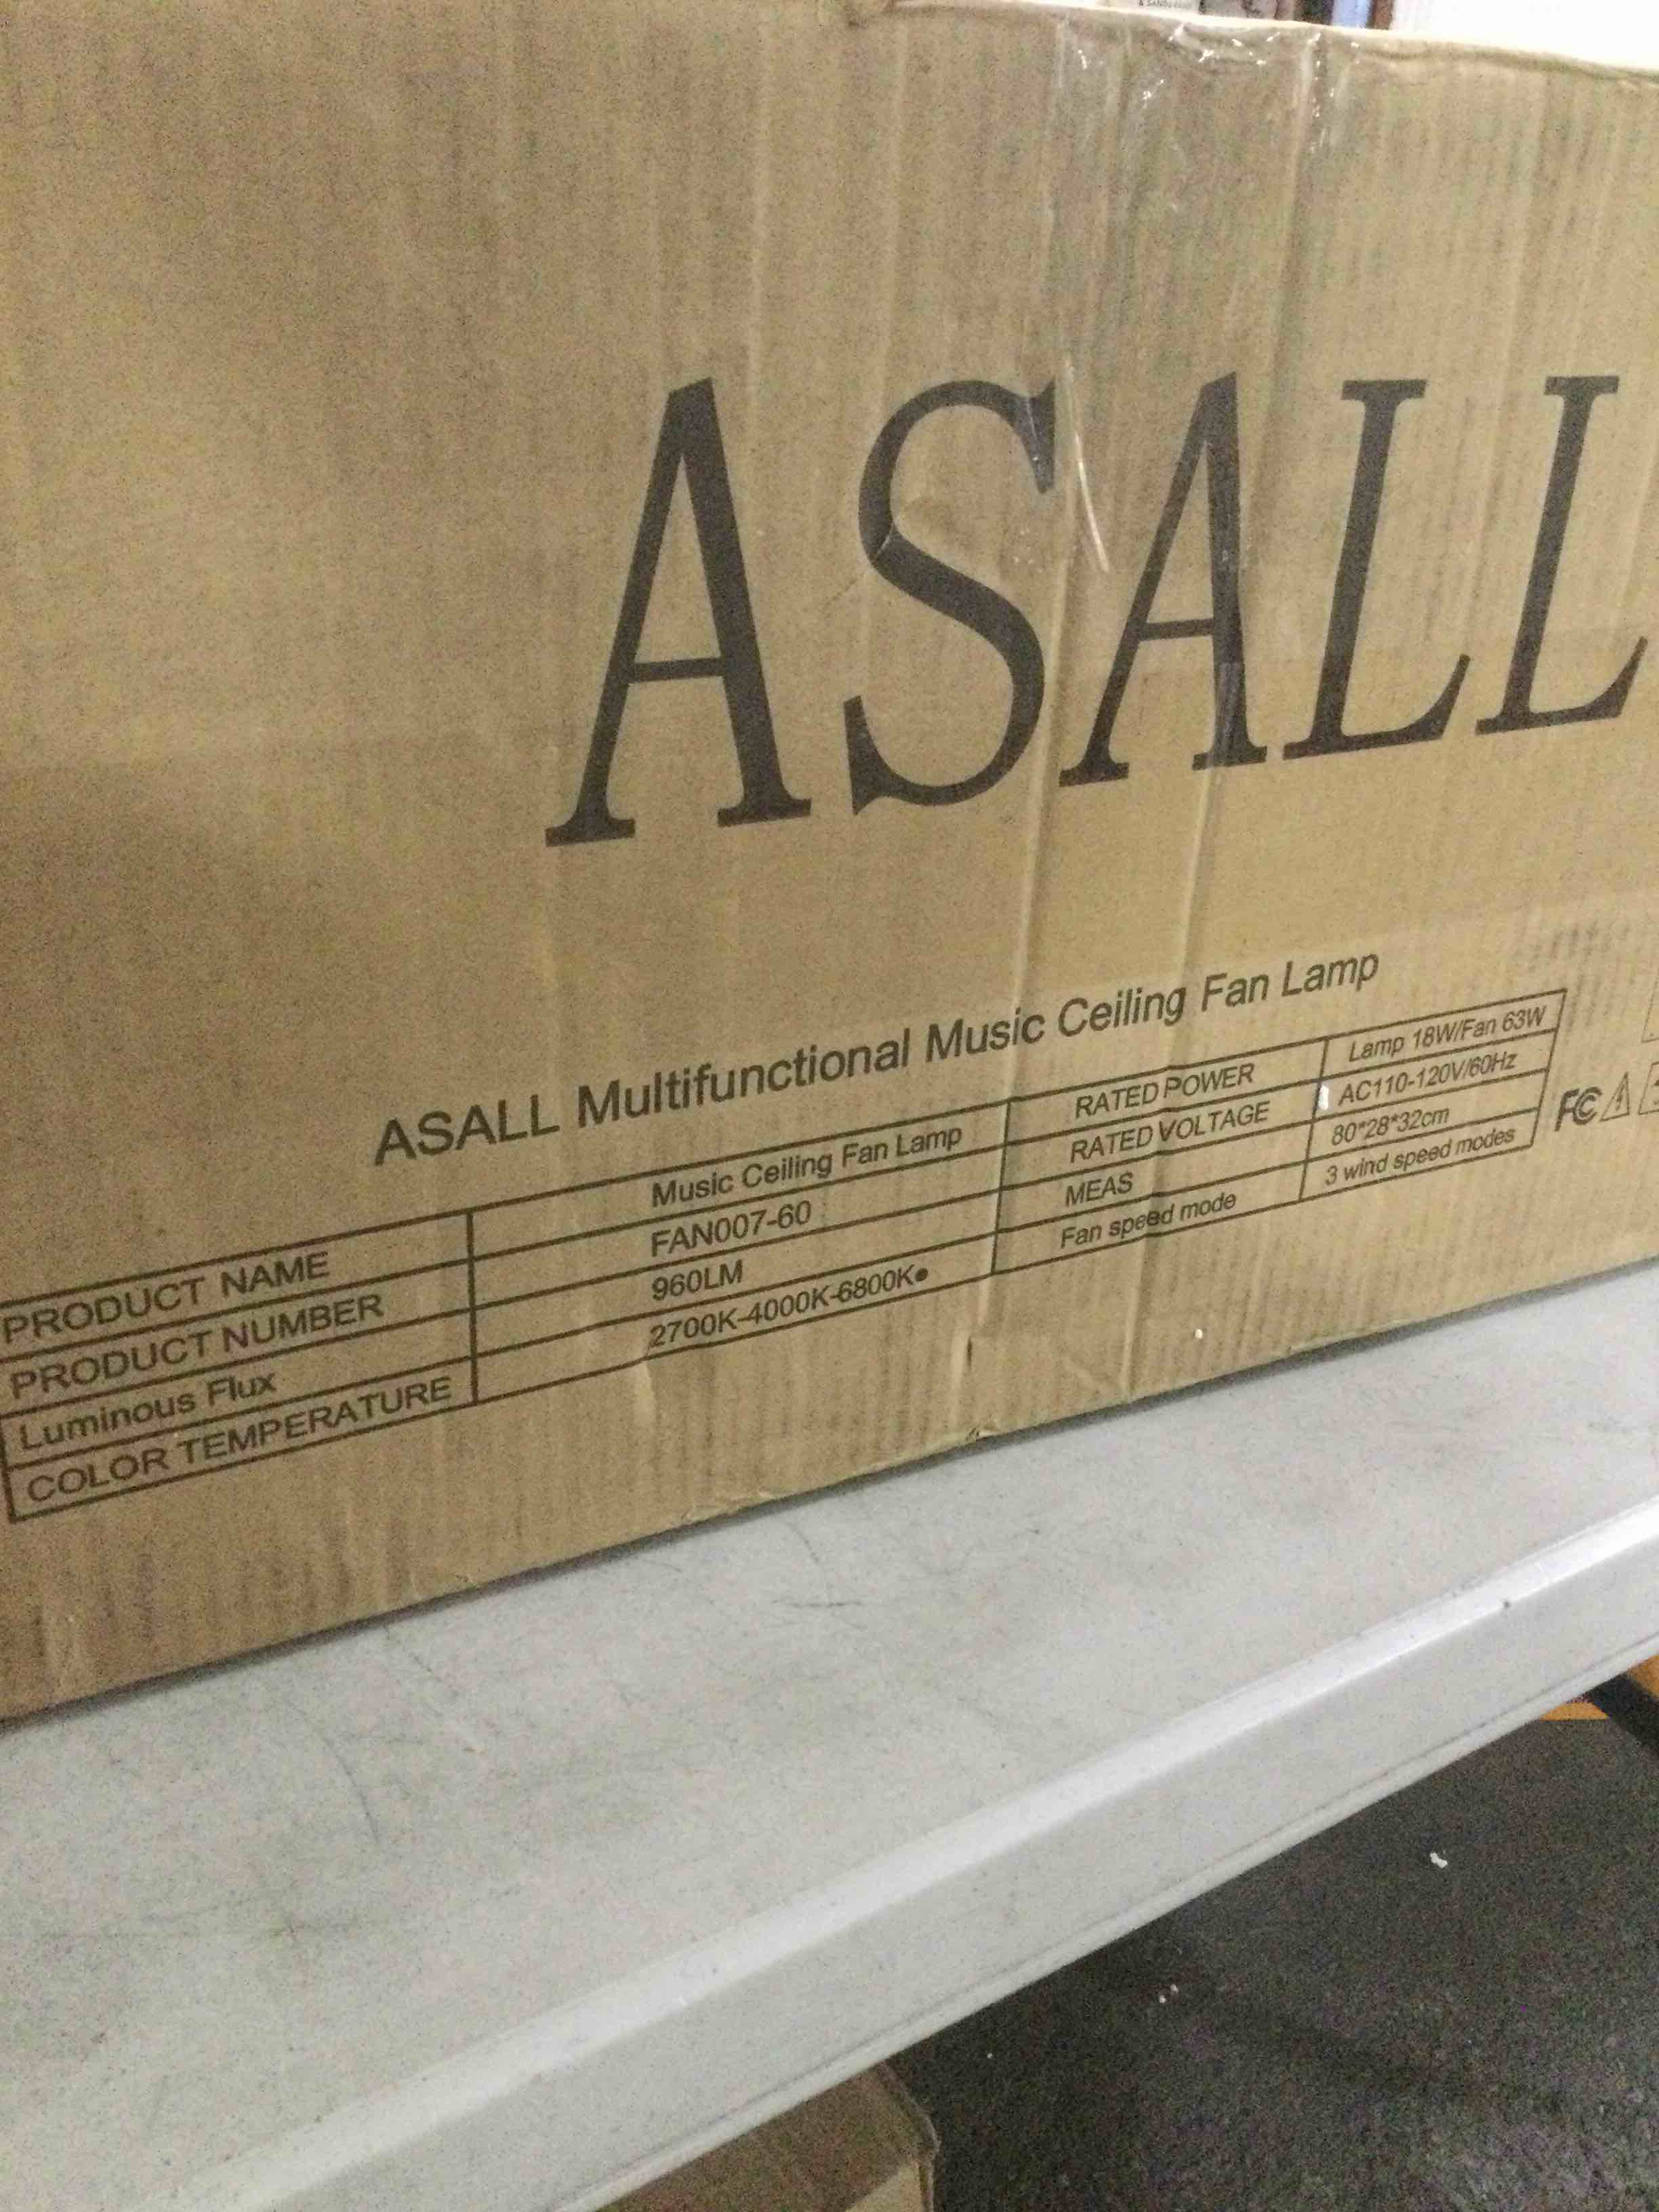 ASALL
ASALL Multifunctional Music Ceiling Fan Lamp
PRODUCT NAME Music Ceiling Fan Lamp RATED POWER Lamp 18W/Fan 63W
PRODUCT NUMBER FAN007-60 RATED VOLTAGE AC110-120V/60Hz
Luminous Flux 960LM MEAS 80*28*32cm
COLOR TEMPERATURE 2700K-4000K-6800K● Fan speed mode 3 wind speed modes
FC